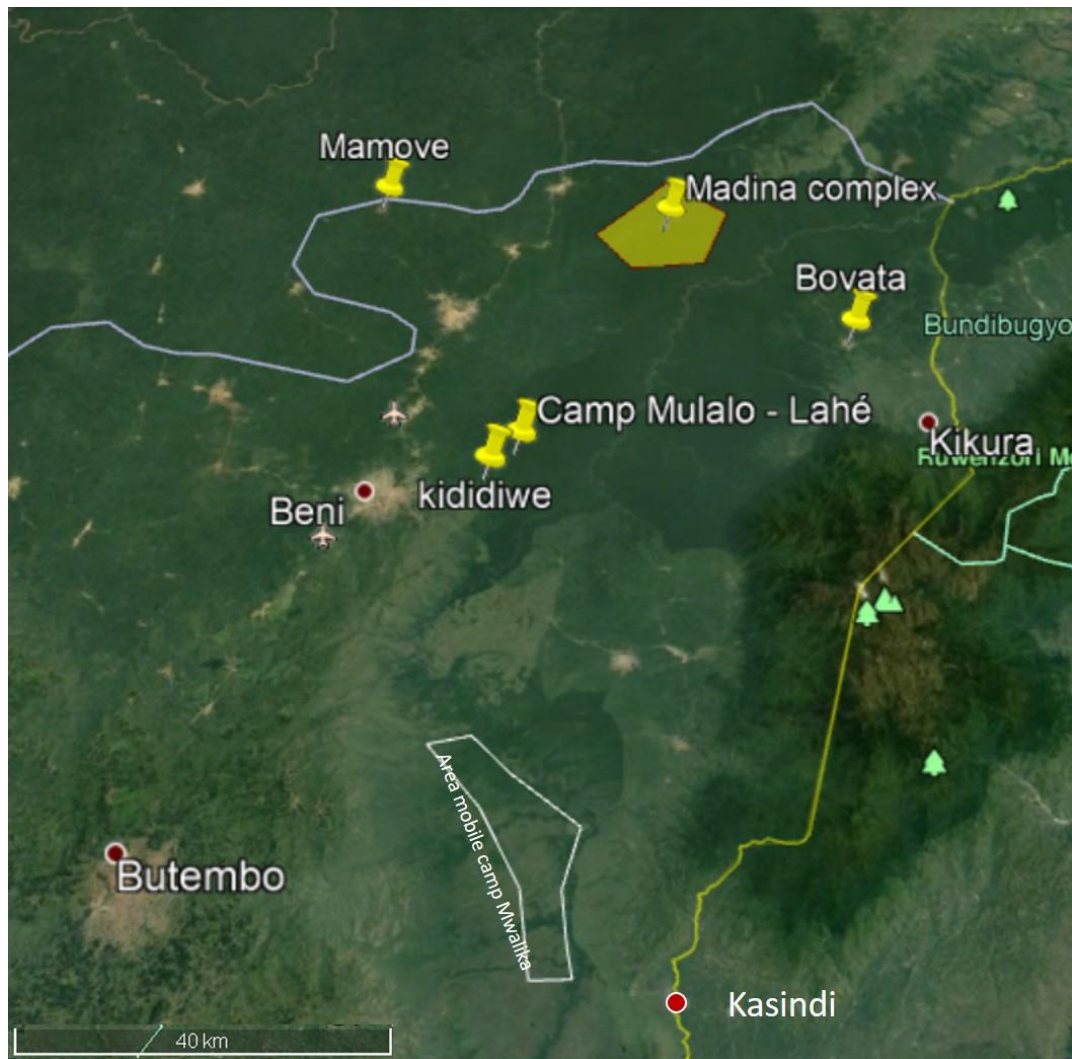 Mamove
Madina complex
Bovata
Bundibugyo
Camp Mulalo - Lahé
Kikura
kididiwe
Beni
Area mobile camp Mwalika
Butembo
Kasindi
40 km